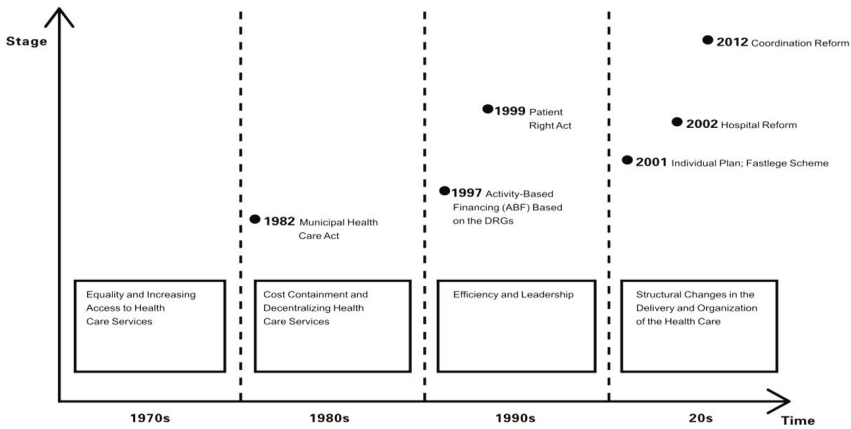 Stage
2012 Coordination Reform
1999 Patient
Right Act
2002 Hospital Reform
2001 Individual Plan; Fastlege Scheme
1997 Activity-Based
Financing (ABF) Based
on the DRGs
1982 Municipal Health
Care Act
Equality and Increasing
Access to Health
Care Services
Cost Containment and
Decentralizing Health
Care Services
Efficiency and Leadership
Structural Changes in the
Delivery and Organization
of the Health Care
1970s
1980s
1990s
20s
Time